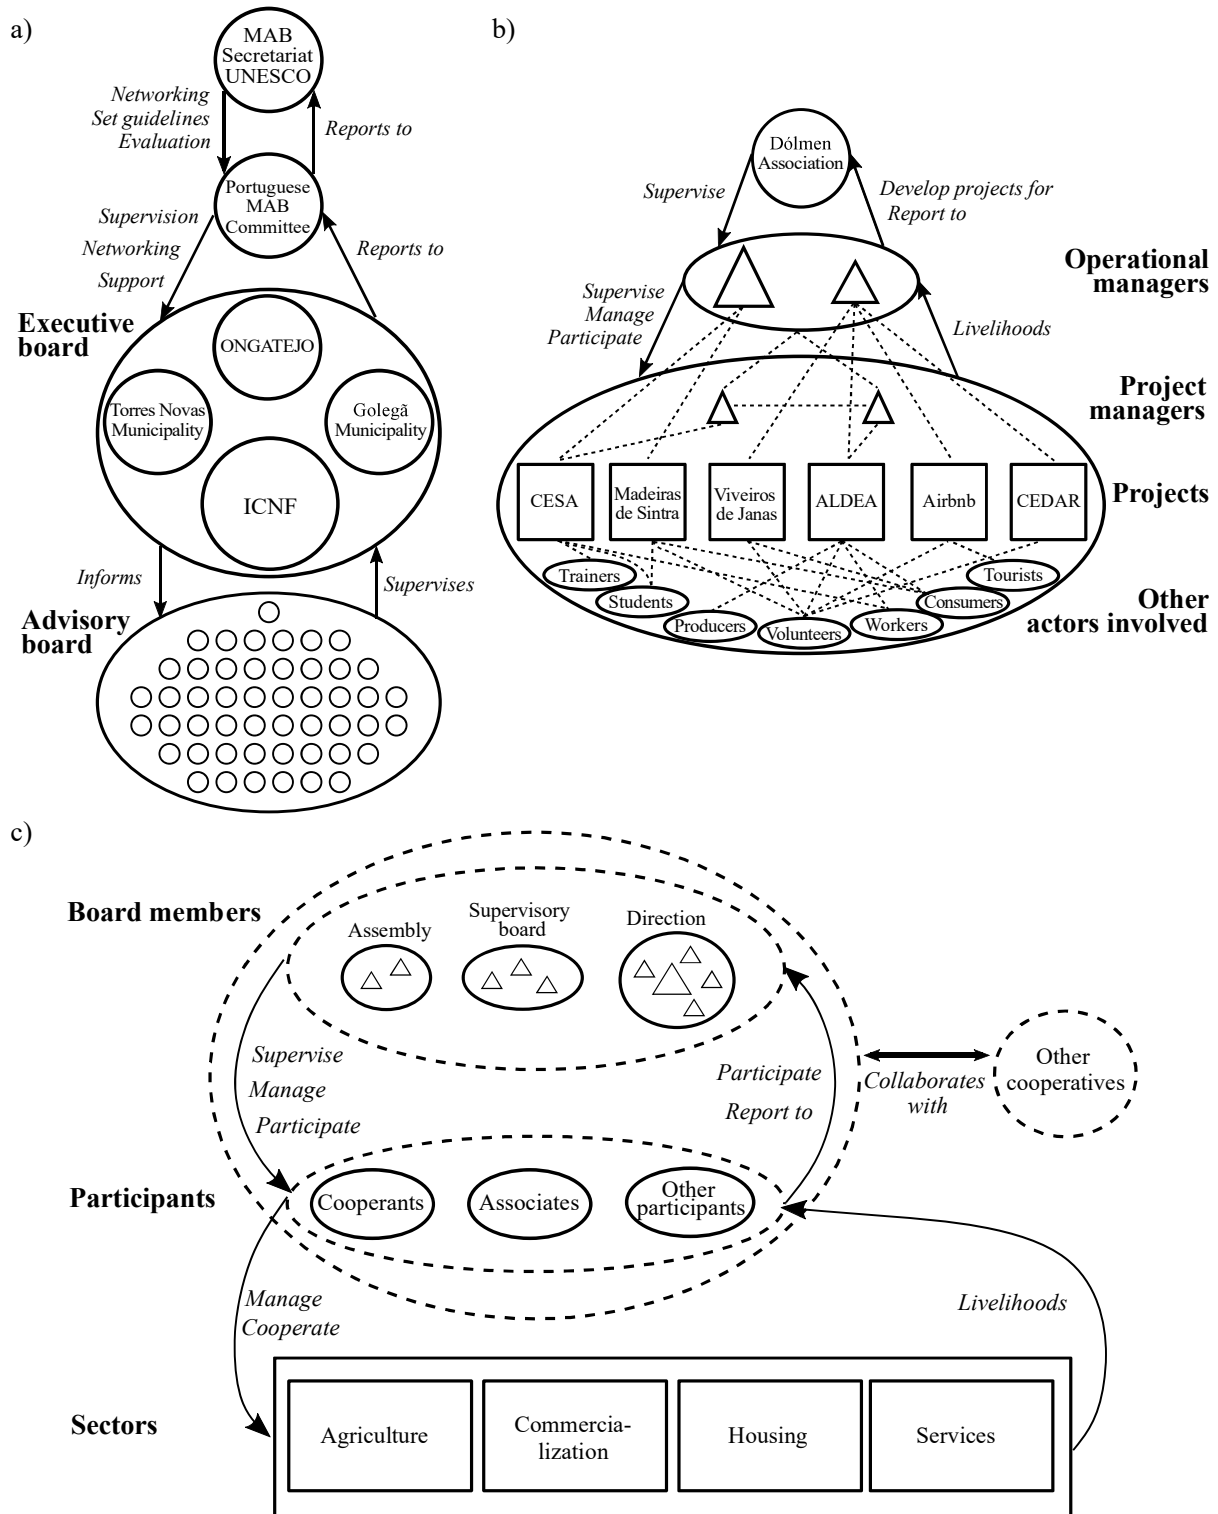 a)
MAB
Secretariat
UNESCO
Networking
Set guidelines
Evaluation
Reports to
Portuguese
MAB
Committee
Supervision
Networking
Support
Reports to
Executive
board
ONGATEJO
Torres Novas
Municipality
Golegã
Municipality
ICNF
Informs
Supervises
Advisory
board
b)
Dólmen
Association
Supervise
Develop projects for
Report to
Operational
managers
Supervise
Manage
Participate
Livelihoods
Project
managers
CESA
Madeiras
de Sintra
Viveiros
de Janas
ALDEA
Airbnb
CEDAR
Projects
Trainers
Students
Producers
Volunteers
Workers
Consumers
Tourists
Other
actors involved
c)
Board members
Assembly
Supervisory
board
Direction
Supervise
Manage
Participate
Participate
Report to
Collaborates
with
Other
cooperatives
Participants
Cooperants
Associates
Other
participants
Manage
Cooperate
Livelihoods
Sectors
Agriculture
Commercia-
lization
Housing
Services